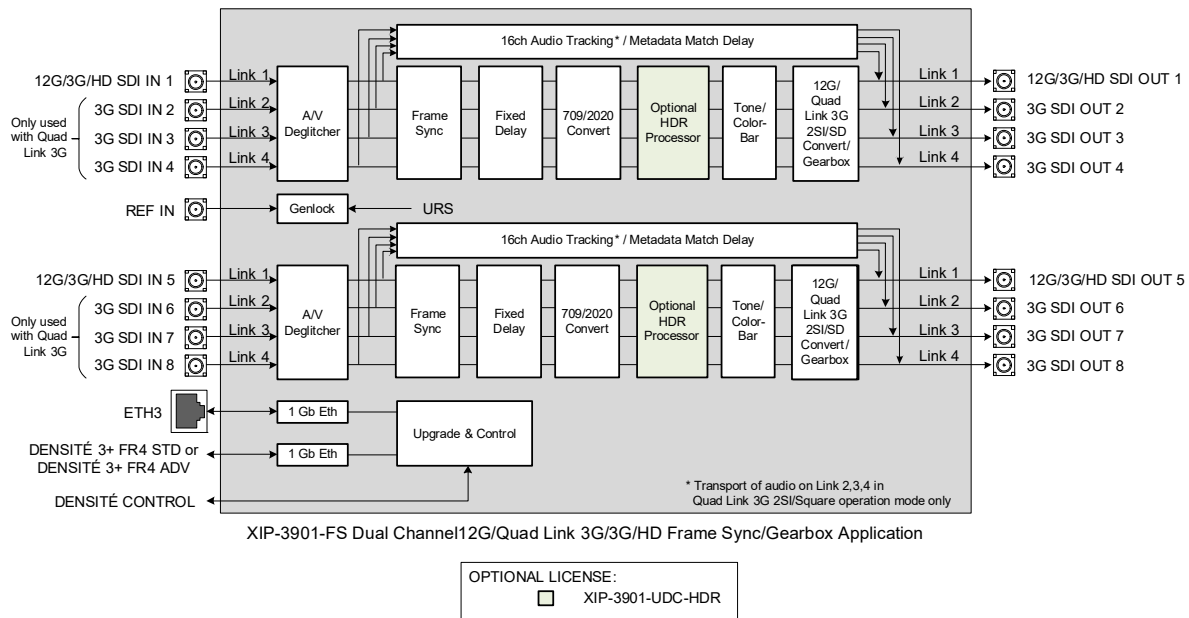 16ch Audio Tracking* / Metadata Match Delay
12G/3G/HD SDI IN 1
3G SDI IN 2
3G SDI IN 3
3G SDI IN 4
Only used
with Quad
Link 3G
Link 1
Link 2
Link 3
Link 4
A/V
Deglitcher
Frame
Sync
Fixed
Delay
709/2020
Convert
Optional
HDR
Processor
Tone/
Color-
Bar
12G/
Quad
Link 3G
2SI/SD
Convert/
Gearbox
Link 1
Link 2
Link 3
Link 4
12G/3G/HD SDI OUT 1
3G SDI OUT 2
3G SDI OUT 3
3G SDI OUT 4
REF IN
Genlock
URS
16ch Audio Tracking* / Metadata Match Delay
12G/3G/HD SDI IN 5
3G SDI IN 6
3G SDI IN 7
3G SDI IN 8
Only used
with Quad
Link 3G
Link 1
Link 2
Link 3
Link 4
A/V
Deglitcher
Frame
Sync
Fixed
Delay
709/2020
Convert
Optional
HDR
Processor
Tone/
Color-
Bar
12G/
Quad
Link 3G
2SI/SD
Convert/
Gearbox
Link 1
Link 2
Link 3
Link 4
12G/3G/HD SDI OUT 5
3G SDI OUT 6
3G SDI OUT 7
3G SDI OUT 8
ETH3
1 Gb Eth
Upgrade & Control
DENSITÉ 3+ FR4 STD or
DENSITÉ 3+ FR4 ADV
1 Gb Eth
DENSITÉ CONTROL
* Transport of audio on Link 2,3,4 in
Quad Link 3G 2SI/Square operation mode only
XIP-3901-FS Dual Channel12G/Quad Link 3G/3G/HD Frame Sync/Gearbox Application
OPTIONAL LICENSE:
XIP-3901-UDC-HDR